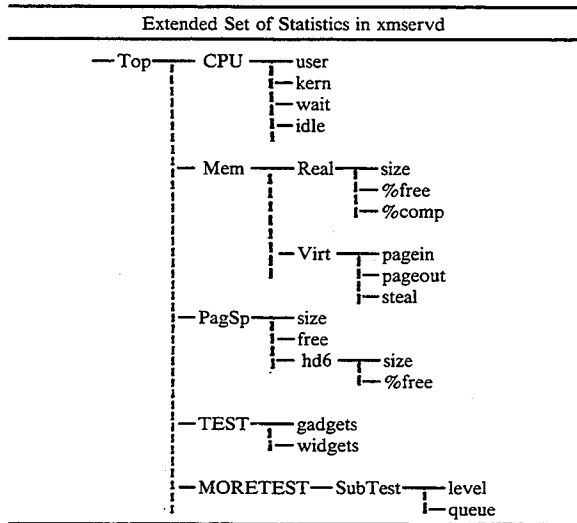 Extended Set of Statistics in xmservd
Top CPU user
kern
wait
idle
Mem Real size
%free
%comp
Virt pagein
pageout
steal
PagSp size
free
hd6 size
%free
TEST gadgets
widgets
MORETEST SubTest level
queue